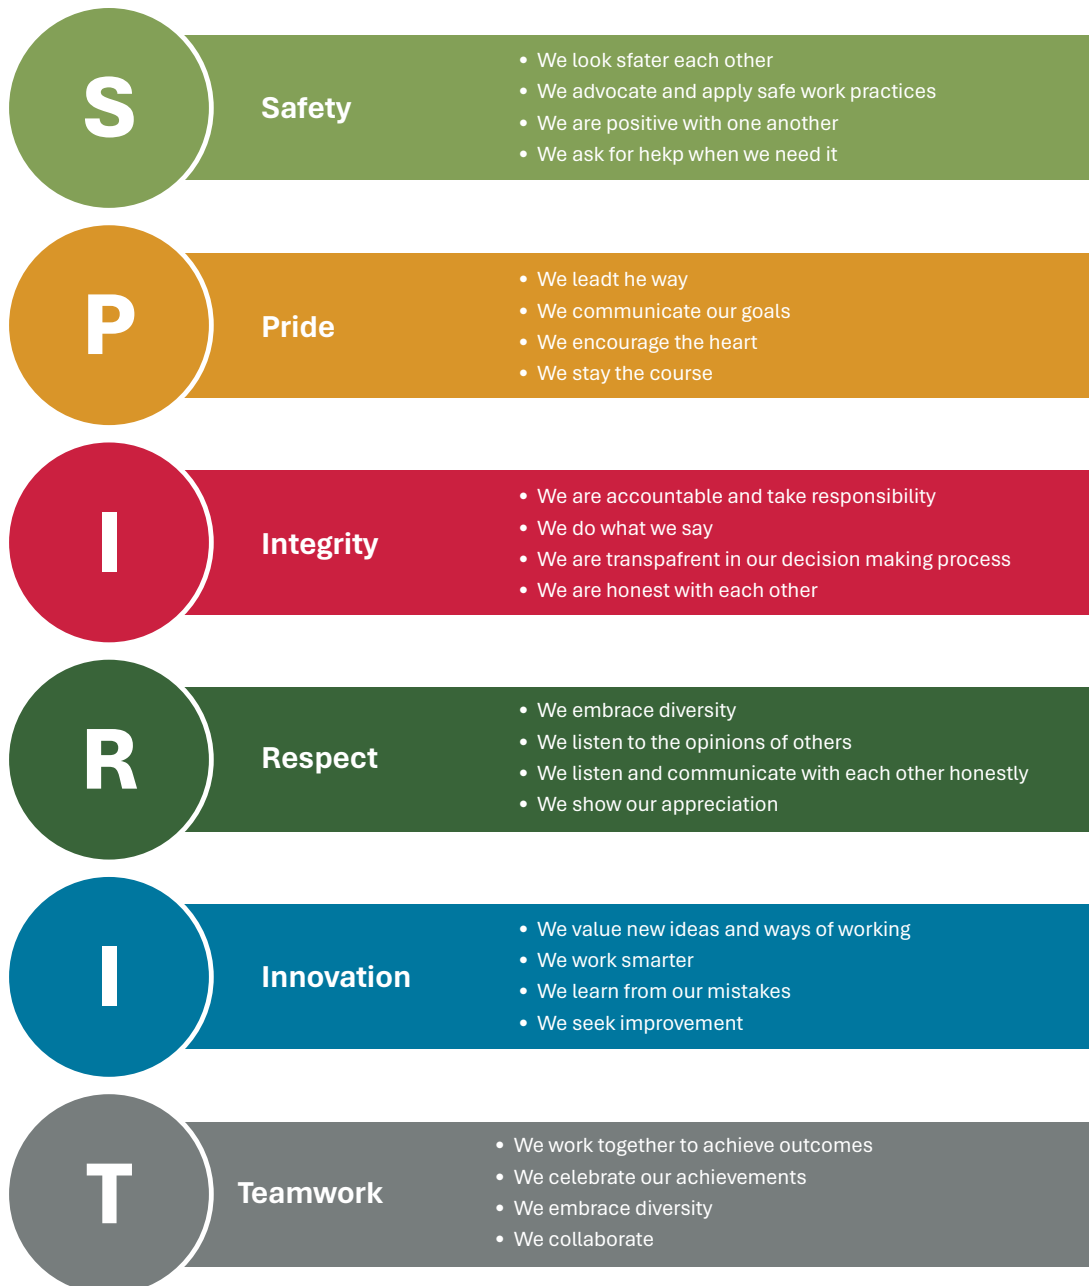 S
Safety
• We look sfater each other
• We advocate and apply safe work practices
• We are positive with one another
• We ask for hekp when we need it
P
Pride
• We leadt he way
• We communicate our goals
• We encourage the heart
• We stay the course
I
Integrity
• We are accountable and take responsibility
• We do what we say
• We are transpafrent in our decision making process
• We are honest with each other
R
Respect
• We embrace diversity
• We listen to the opinions of others
• We listen and communicate with each other honestly
• We show our appreciation
I
Innovation
• We value new ideas and ways of working
• We work smarter
• We learn from our mistakes
• We seek improvement
T
Teamwork
• We work together to achieve outcomes
• We celebrate our achievements
• We embrace diversity
• We collaborate